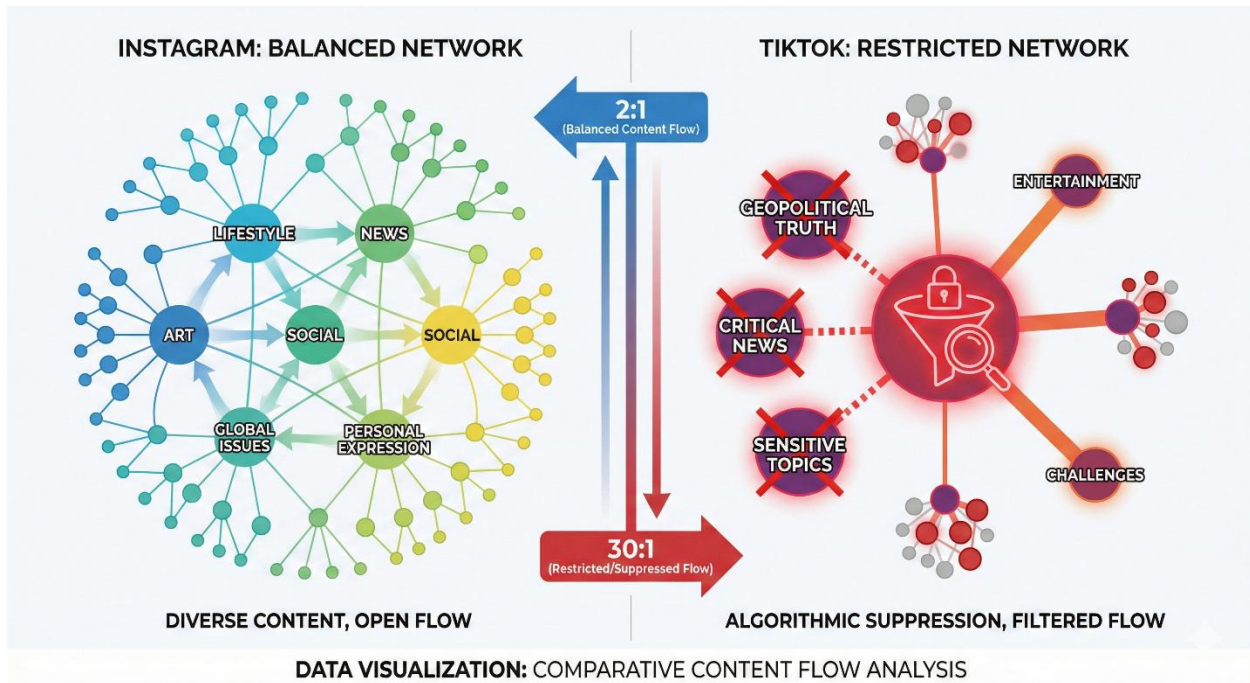 INSTAGRAM: BALANCED NETWORK
LIFESTYLE
NEWS
ART
SOCIAL
SOCIAL
GLOBAL
ISSUES
PERSONAL
EXPRESSION
DIVERSE CONTENT, OPEN FLOW
2:1
(Balanced Content Flow)
30:1
(Restricted/Suppressed Flow)
TIKTOK: RESTRICTED NETWORK
GEOPOLITICAL
TRUTH
ENTERTAINMENT
CRITICAL
NEWS
SENSITIVE
TOPICS
CHALLENGES
ALGORITHMIC SUPPRESSION, FILTERED FLOW
DATA VISUALIZATION: COMPARATIVE CONTENT FLOW ANALYSIS